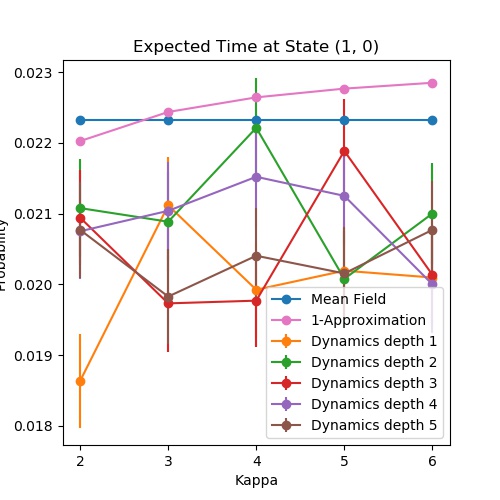 Expected Time at State (1, 0)
0.023
0.022
0.021
0.020
0.019
0.018
Probability
2
3
4
5
6
Kappa
Mean Field
1-Approximation
Dynamics depth 1
Dynamics depth 2
Dynamics depth 3
Dynamics depth 4
Dynamics depth 5